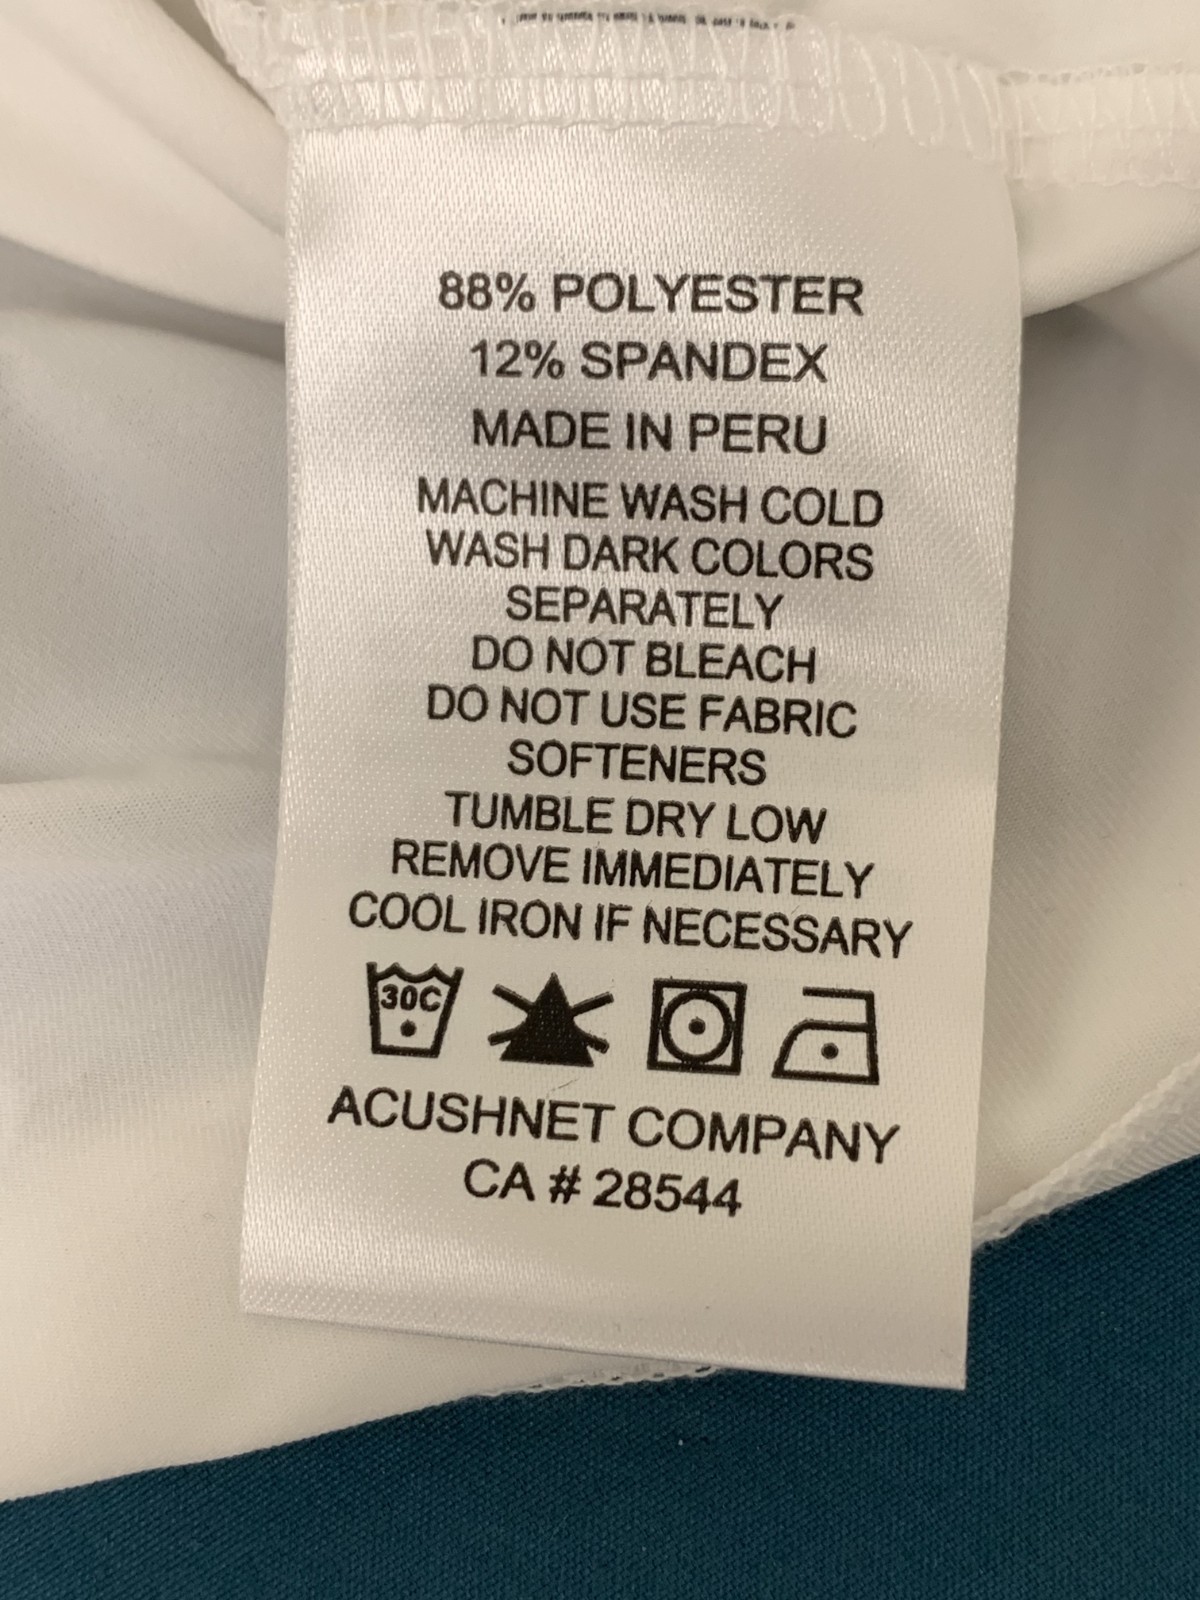 88% POLYESTER
12% SPANDEX
MADE IN PERU
MACHINE WASH COLD
WASH DARK COLORS
SEPARATELY
DO NOT BLEACH
DO NOT USE FABRIC
SOFTENERS
TUMBLE DRY LOW
REMOVE IMMEDIATELY
COOL IRON IF NECESSARY
30C
ACUSHNET COMPANY
CA # 28544